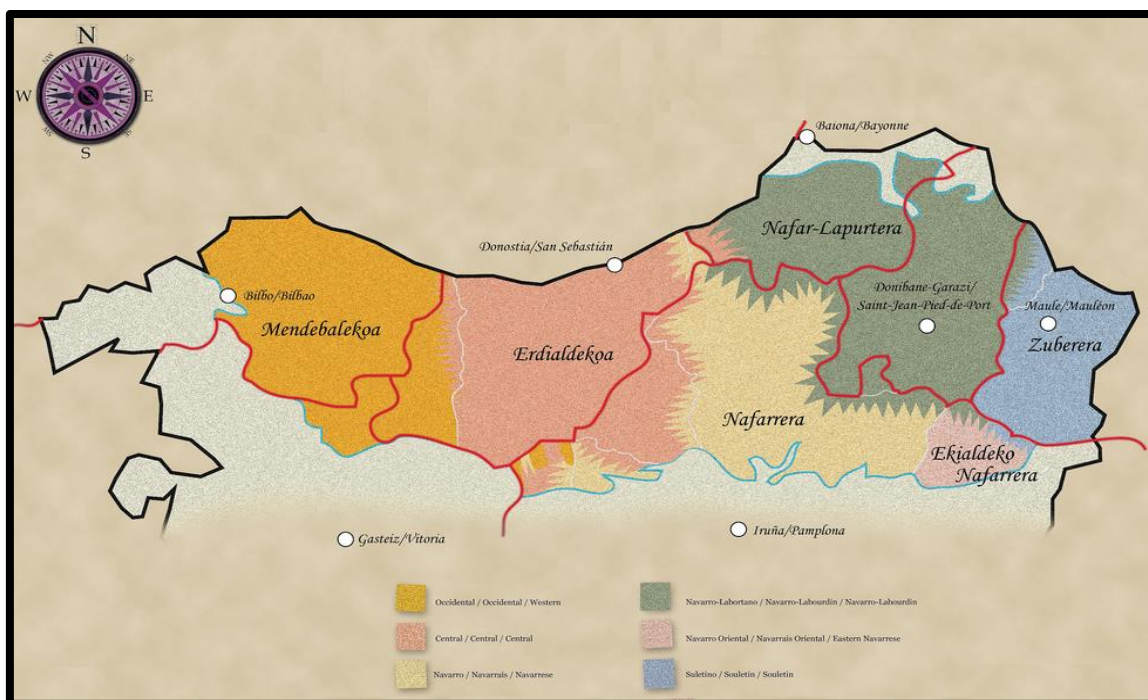 N
NW
NE
W
E
S
Baiona/Bayonne
Nafar-Lapurtera
Donostia/San Sebastián
Donibane-Garazi/
Saint-Jean-Pied-de-Port
Maule/Mauléon
Bilbo/Bilbao
Mendebalekoa
Erdialdekoa
Zuberera
Nafarrera
Ekialdeko
Nafarrera
Iruña/Pamplona
Gasteiz/Vitoria
Occidental / Occidental / Western
Navarro-Labortano / Navarro-Labourdin / Navarro-Labourdin
Central / Central / Central
Navarro Oriental / Navarrais Oriental / Eastern Navarrese
Navarro / Navarrais / Navarrese
Suletino / Souletin / Souletin